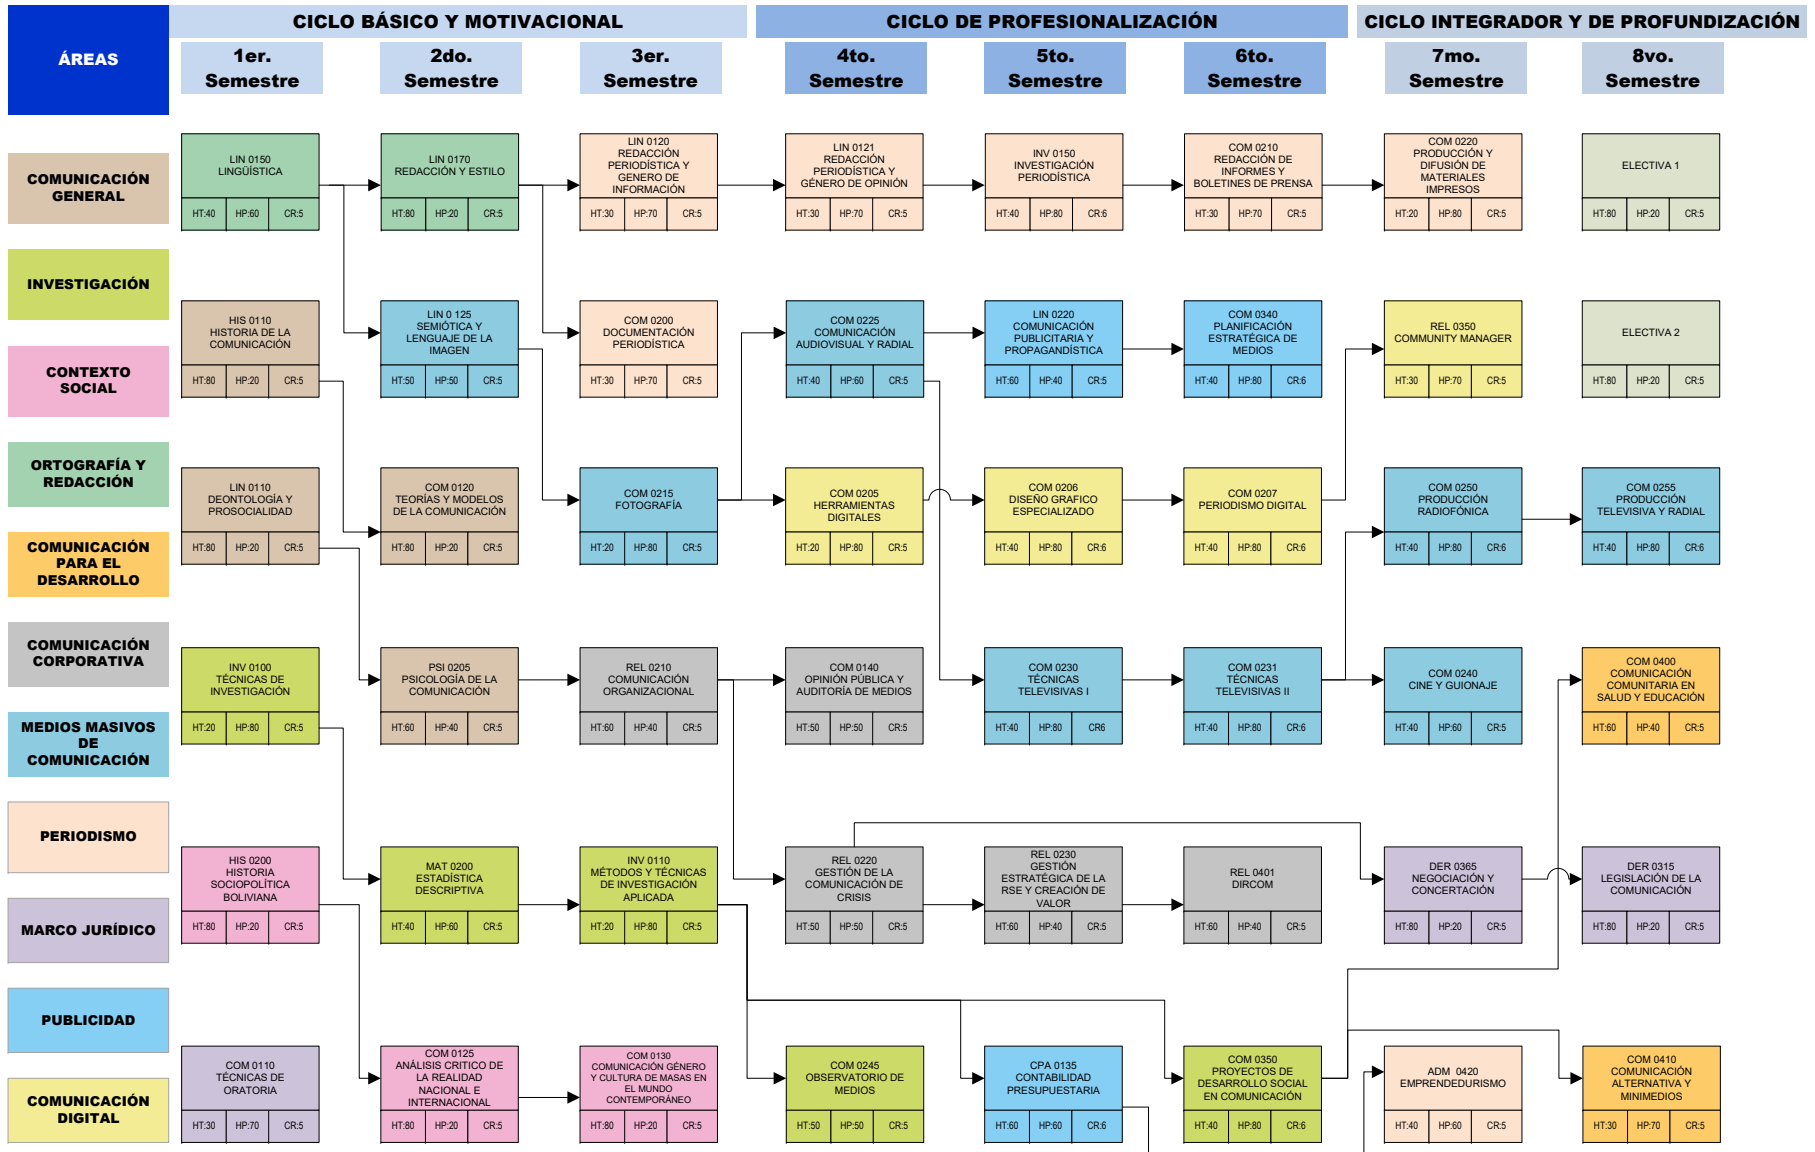 CICLO BÁSICO Y MOTIVACIONAL
CICLO DE PROFESIONALIZACIÓN
CICLO INTEGRADOR Y DE PROFUNDIZACIÓN
ÁREAS
1er.
Semestre
2do.
Semestre
3er.
Semestre
4to.
Semestre
5to.
Semestre
6to.
Semestre
7mo.
Semestre
8vo.
Semestre
COMUNICACIÓN
GENERAL
INVESTIGACIÓN
CONTEXTO
SOCIAL
ORTOGRAFÍA Y
REDACCIÓN
COMUNICACIÓN
PARA EL
DESARROLLO
COMUNICACIÓN
CORPORATIVA
MEDIOS MASIVOS
DE
COMUNICACIÓN
PERIODISMO
MARCO JURÍDICO
PUBLICIDAD
COMUNICACIÓN
DIGITAL
LIN 0150
LINGÜÍSTICA
HT:40 HP:60 CR:5
LIN 0170
REDACCIÓN Y ESTILO
HT:80 HP:20 CR:5
LIN 0120
REDACCIÓN
PERIODÍSTICA Y
GENERO DE
INFORMACIÓN
HT:30 HP:70 CR:5
LIN 0121
REDACCIÓN
PERIODÍSTICA Y
GÉNERO DE OPINIÓN
HT:30 HP:70 CR:5
INV 0150
INVESTIGACIÓN
PERIODÍSTICA
HT:40 HP:80 CR:6
COM 0210
REDACCIÓN DE
INFORMES Y
BOLETINES DE PRENSA
HT:30 HP:70 CR:5
COM 0220
PRODUCCIÓN Y
DIFUSIÓN DE
MATERIALES
IMPRESOS
HT:20 HP:80 CR:5
ELECTIVA 1
HT:80 HP:20 CR:5
HIS 0110
HISTORIA DE LA
COMUNICACIÓN
HT:80 HP:20 CR:5
LIN 0 125
SEMIÓTICA Y
LENGUAJE DE LA
IMAGEN
HT:50 HP:50 CR:5
COM 0200
DOCUMENTACIÓN
PERIODÍSTICA
HT:30 HP:70 CR:5
COM 0225
COMUNICACIÓN
AUDIOVISUAL Y RADIAL
HT:40 HP:60 CR:5
LIN 0220
COMUNICACIÓN
PUBLICITARIA Y
PROPAGANDÍSTICA
HT:60 HP:40 CR:5
COM 0340
PLANIFICACIÓN
ESTRATÉGICA DE
MEDIOS
HT:40 HP:80 CR:6
REL 0350
COMMUNITY MANAGER
HT:30 HP:70 CR:5
ELECTIVA 2
HT:80 HP:20 CR:5
LIN 0110
DEONTOLOGÍA Y
PROSOCIALIDAD
HT:80 HP:20 CR:5
COM 0120
TEORÍAS Y MODELOS
DE LA COMUNICACIÓN
HT:80 HP:20 CR:5
COM 0215
FOTOGRAFÍA
HT:20 HP:80 CR:5
COM 0205
HERRAMIENTAS
DIGITALES
HT:20 HP:80 CR:5
COM 0206
DISEÑO GRAFICO
ESPECIALIZADO
HT:40 HP:80 CR:6
COM 0207
PERIODISMO DIGITAL
HT:40 HP:80 CR:6
COM 0250
PRODUCCIÓN
RADIOFÓNICA
HT:40 HP:80 CR:6
COM 0255
PRODUCCIÓN
TELEVISIVA Y RADIAL
HT:40 HP:80 CR:6
INV 0100
TÉCNICAS DE
INVESTIGACIÓN
HT:20 HP:80 CR:5
PSI 0205
PSICOLOGÍA DE LA
COMUNICACIÓN
HT:60 HP:40 CR:5
REL 0210
COMUNICACIÓN
ORGANIZACIONAL
HT:60 HP:40 CR:5
COM 0140
OPINIÓN PÚBLICA Y
AUDITORÍA DE MEDIOS
HT:50 HP:50 CR:5
COM 0230
TÉCNICAS
TELEVISIVAS I
HT:40 HP:80 CR6
COM 0231
TÉCNICAS
TELEVISIVAS II
HT:40 HP:80 CR:6
COM 0240
CINE Y GUIONAJE
HT:40 HP:60 CR:5
COM 0400
COMUNICACIÓN
COMUNITARIA EN
SALUD Y EDUCACIÓN
HT:60 HP:40 CR:5
HIS 0200
HISTORIA
SOCIOPOLÍTICA
BOLIVIANA
HT:80 HP:20 CR:5
MAT 0200
ESTADÍSTICA
DESCRIPTIVA
HT:40 HP:60 CR:5
INV 0110
MÉTODOS Y TÉCNICAS
DE INVESTIGACIÓN
APLICADA
HT:20 HP:80 CR:5
REL 0220
GESTIÓN DE LA
COMUNICACIÓN DE
CRISIS
HT:50 HP:50 CR:5
REL 0230
GESTIÓN
ESTRATÉGICA DE LA
RSE Y CREACIÓN DE
VALOR
HT:60 HP:40 CR:5
REL 0401
DIRCOM
HT:60 HP:40 CR:5
DER 0365
NEGOCIACIÓN Y
CONCERTACIÓN
HT:80 HP:20 CR:5
DER 0315
LEGISLACIÓN DE LA
COMUNICACIÓN
HT:80 HP:20 CR:5
COM 0110
TÉCNICAS DE
ORATORIA
HT:30 HP:70 CR:5
COM 0125
ANÁLISIS CRITICO DE
LA REALIDAD
NACIONAL E
INTERNACIONAL
HT:80 HP:20 CR:5
COM 0130
COMUNICACIÓN GÉNERO
Y CULTURA DE MASAS EN
EL MUNDO
CONTEMPORÁNEO
HT:80 HP:20 CR:5
COM 0245
OBSERVATORIO DE
MEDIOS
HT:50 HP:50 CR:5
CPA 0135
CONTABILIDAD
PRESUPUESTARIA
HT:60 HP:60 CR:6
COM 0350
PROYECTOS DE
DESARROLLO SOCIAL
EN COMUNICACIÓN
HT:40 HP:80 CR:6
ADM 0420
EMPRENDEDURISMO
HT:40 HP:60 CR:5
COM 0410
COMUNICACIÓN
ALTERNATIVA Y
MINIMEDIOS
HT:30 HP:70 CR:5